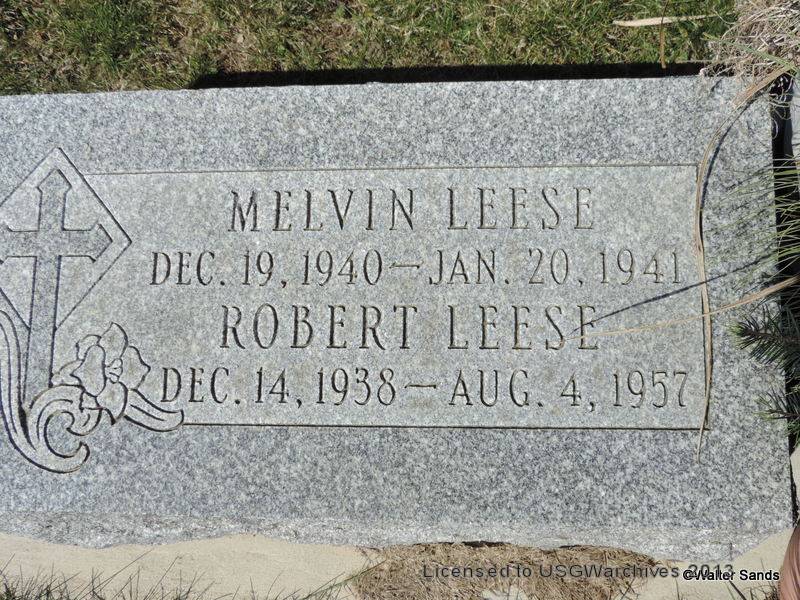 MELVIN LEESE
DEC. 19, 1940 — JAN. 20, 1941
ROBERT LEESE
DEC. 14, 1938 — AUG. 4, 1957
Licensed to USGWarchives 2013
©Walter Sands